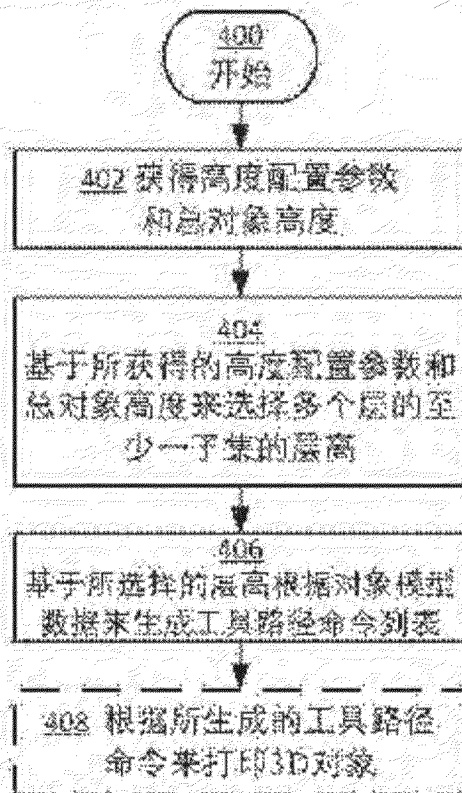 400
开始
402 获得高度配置参数
和总对象高度
404
基于所获得的高度配置参数和
总对象高度来选择多个层的至
少一子集的层高
406
基于所选择的层高根据对象模型
数据来生成工具路径命令列表
408 根据所生成的工具路径
命令来打印3D对象